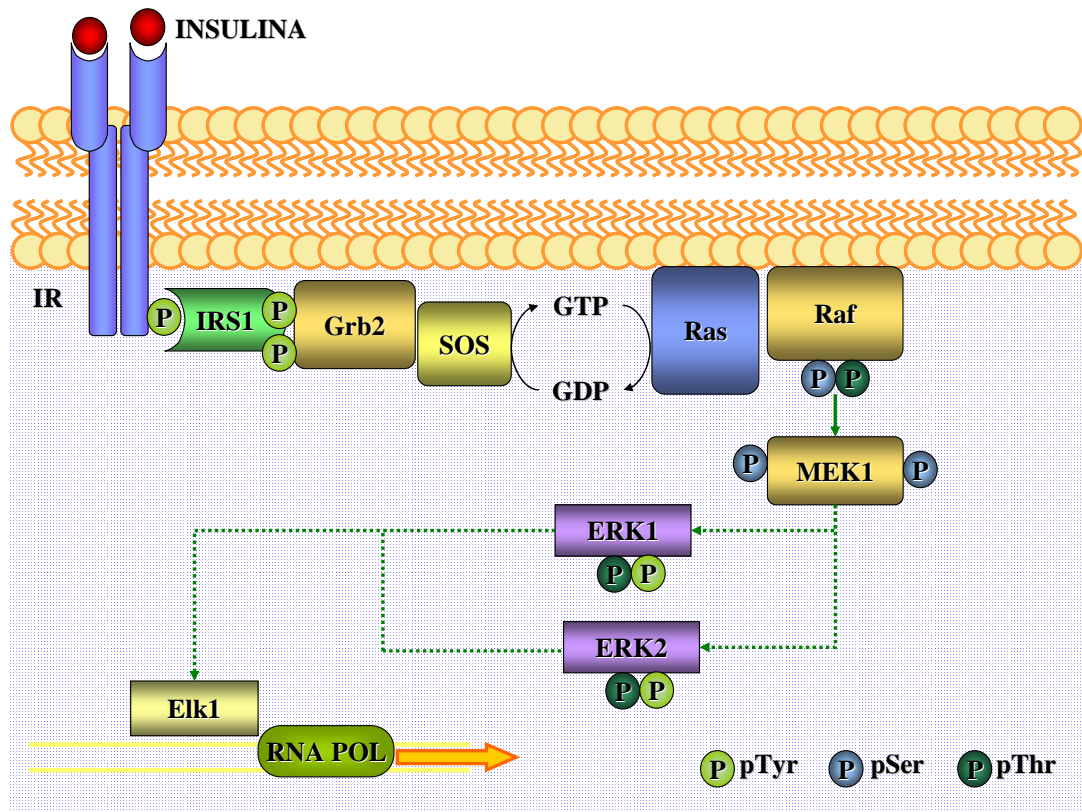 INSULINA
IR
P
IRS1
P
P
Grb2
SOS
GTP
GDP
Ras
Raf
P P
P
MEK1
P
ERK1
P P
ERK2
P P
Elk1
RNA POL
P pTyr
P pSer
P pThr